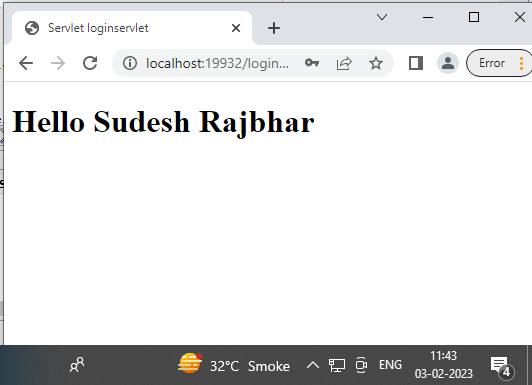 Servlet loginservlet
localhost:19932/login...
Error
Hello Sudesh Rajbhar
32°C Smoke
ENG
11:43
03-02-2023
4